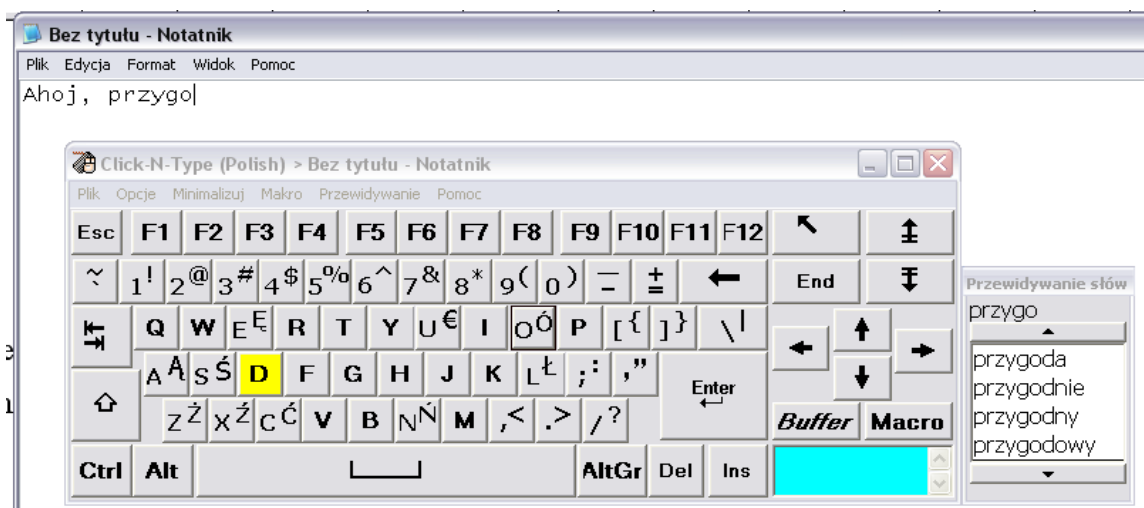 Bez tytułu - Notatnik
Plik Edycja Format Widok Pomoc
Ahoj, przygo
Click-N-Type (Polish) > Bez tytułu - Notatnik
Plik Opcje Minimalizuj Makro Przewidywanie Pomoc
Esc F1 F2 F3 F4 F5 F6 F7 F8 F9 F10 F11 F12
~ 1! 2@ 3# 4$ 5% 6^ 7& 8* 9( 0) _ - + = End
Q W EĘ R T Y U€ I OÓ P [{ ]} \|
AĄ SŚ D F G H J K LŁ ;: ,” Enter
ZŻ XŹ CĆ V B NŃ M ,< .> /? Buffer Macro
Ctrl Alt AltGr Del Ins
Przewidywanie słów
przygo
przygoda
przygodnie
przygodny
przygodowy